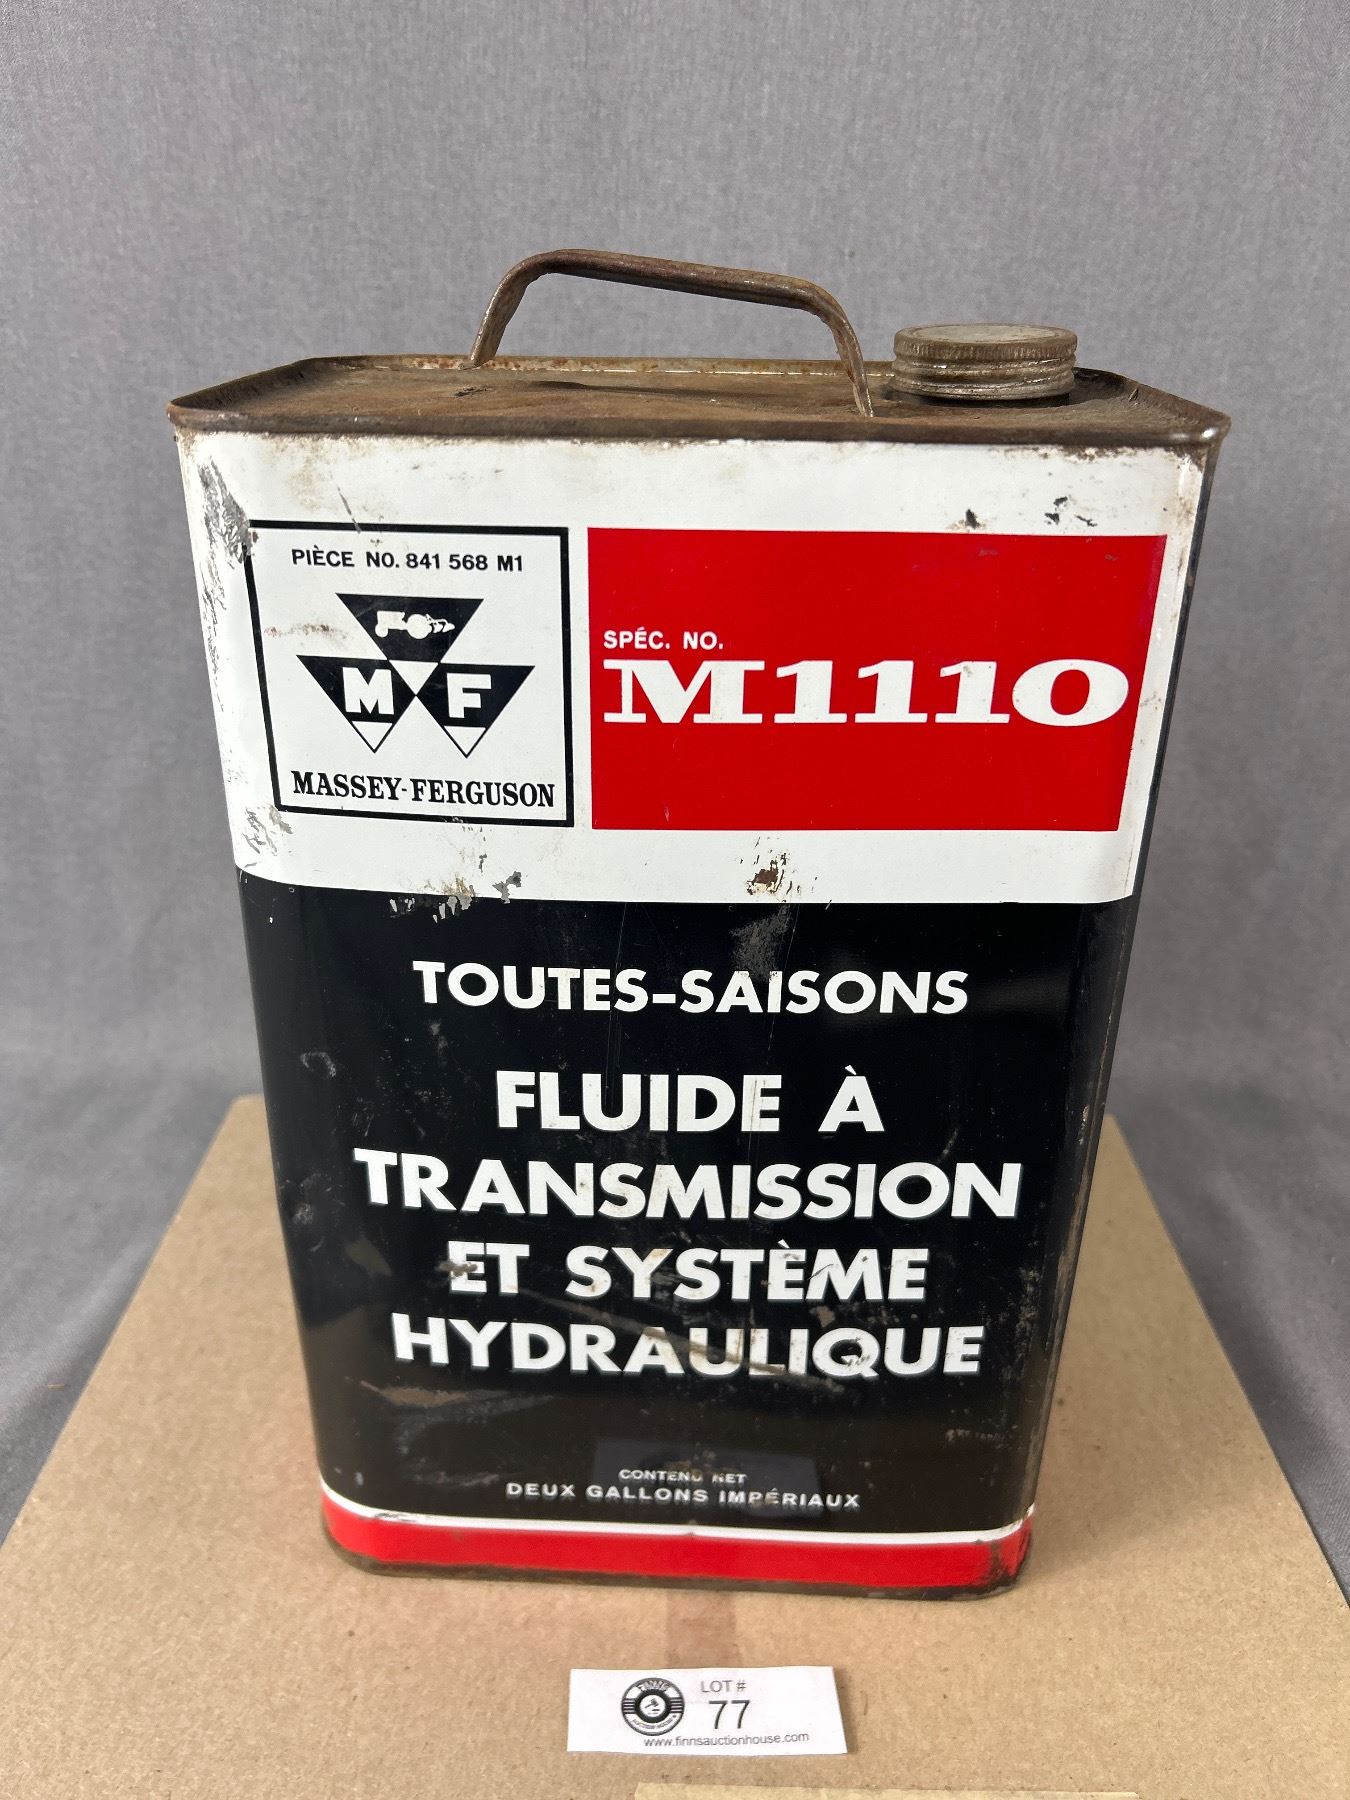 PIÈCE NO. 841 568 M1
M F
MASSEY-FERGUSON
SPÉC. NO.
M1110
TOUTES-SAISONS
FLUIDE À
TRANSMISSION
ET SYSTÈME
HYDRAULIQUE
CONTENU NET
DEUX GALLONS IMPÉRIAUX
LOT #
77
www.finnsauctionhouse.com